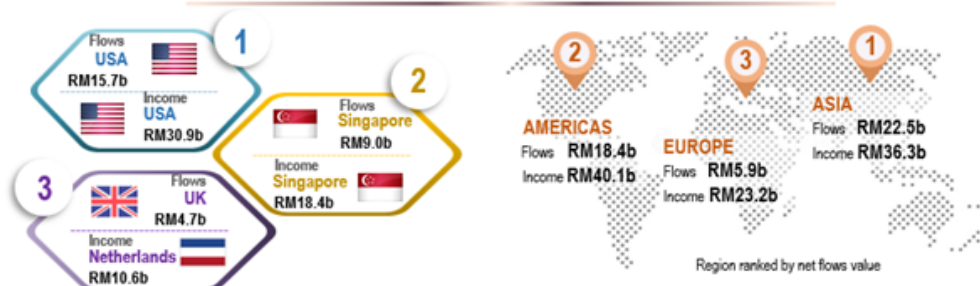 1
Flows
USA
RM15.7b
Income
USA
RM30.9b
2
Flows
Singapore
RM9.0b
Income
Singapore
RM18.4b
3
Flows
UK
RM4.7b
Income
Netherlands
RM10.6b
2
AMERICAS
Flows RM18.4b
Income RM40.1b
3
EUROPE
Flows RM5.9b
Income RM23.2b
1
ASIA
Flows RM22.5b
Income RM36.3b
Region ranked by net flows value